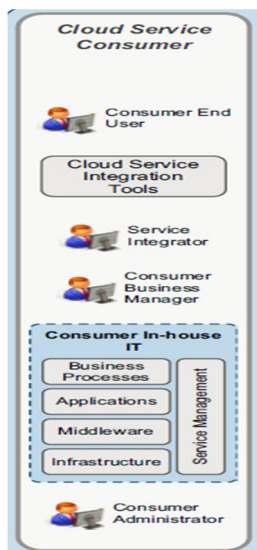 Cloud Service
Consumer
Consumer End
User
Cloud Service
Integration
Tools
Service
Integrator
Consumer
Business
Manager
Consumer In-house
IT
Business
Processes
Applications
Middleware
Infrastructure
Service Management
Consumer
Administrator